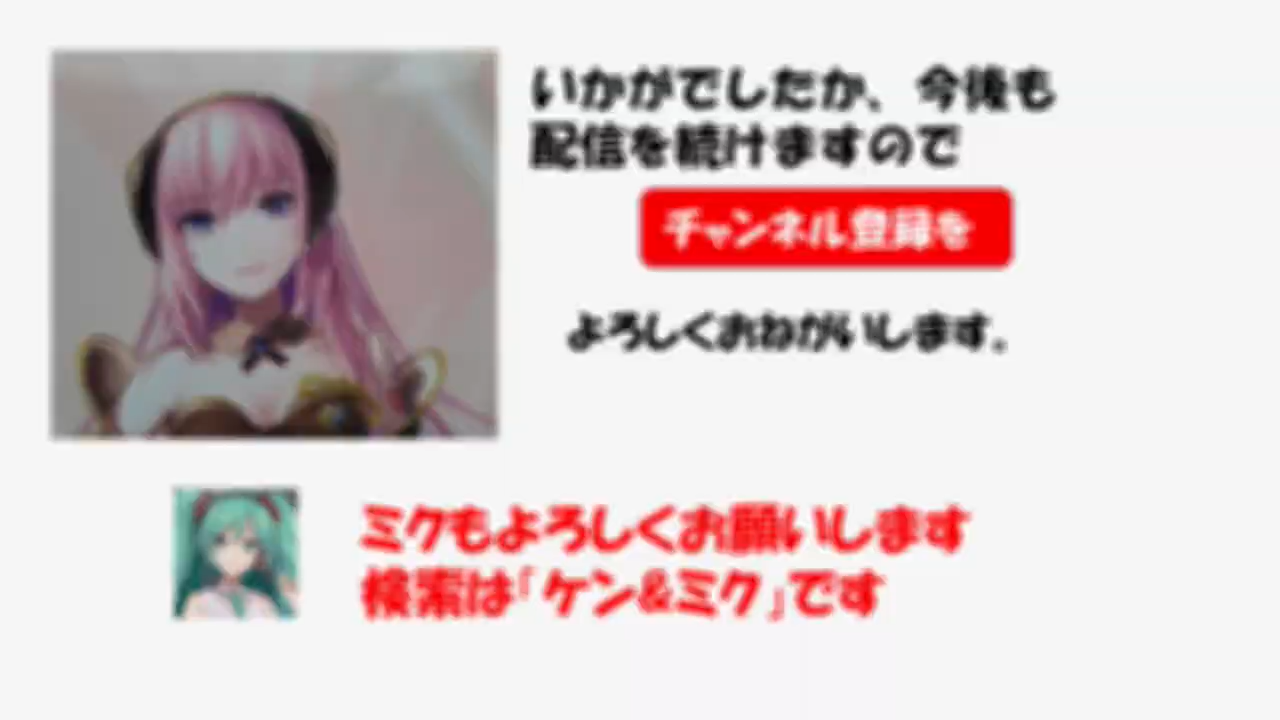 いかがでしたか、今後も
配信を続けますので
チャンネル登録を
よろしくおねがいします。
ミクもよろしくお願いします
検索は「ケン&ミク」です